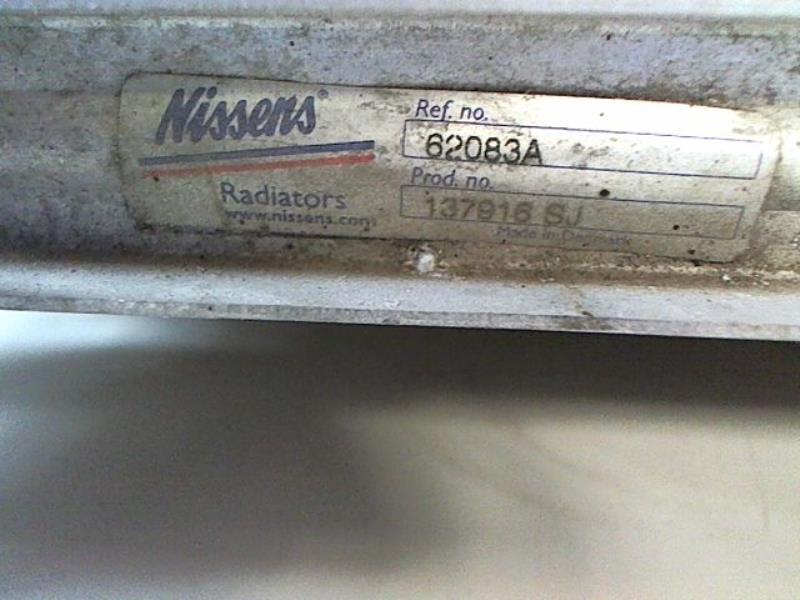 Nissens®
Radiators
www.nissens.com
Ref. no.
62083A
Prod. no.
137916 SJ
Made in Denmark